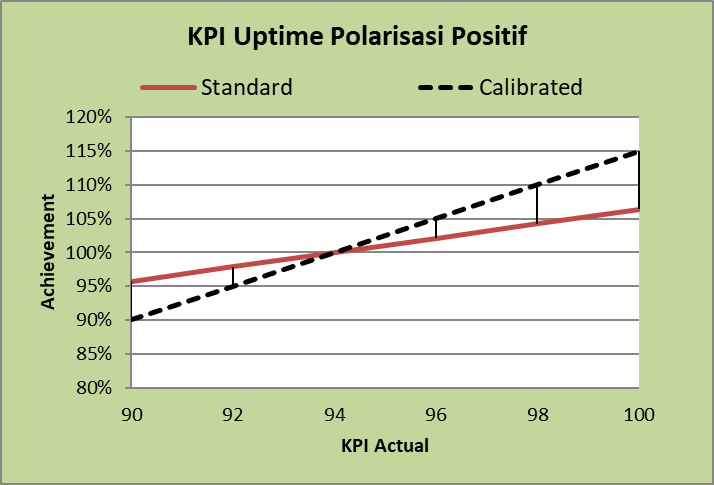 KPI Uptime Polarisasi Positif
Standard
Calibrated
120%
115%
110%
105%
100%
95%
90%
85%
80%
Achievement
90 92 94 96 98 100
KPI Actual